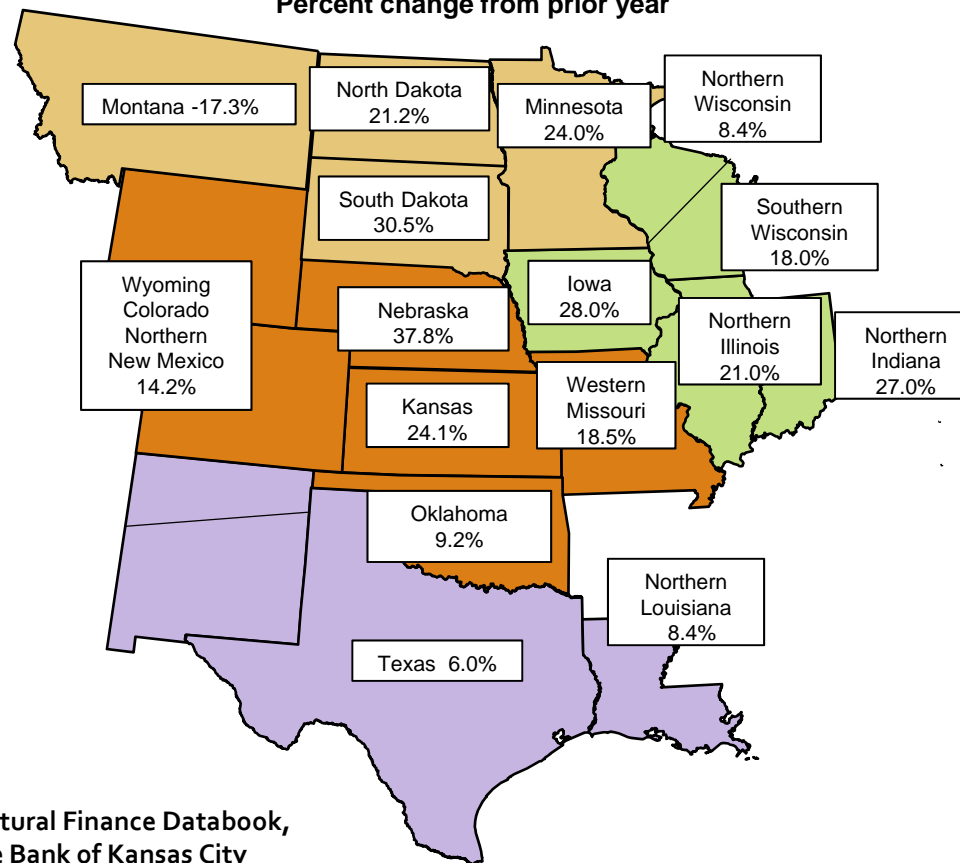 Percent change from prior year
Montana -17.3%
North Dakota
21.2%
Minnesota
24.0%
Northern
Wisconsin
8.4%
South Dakota
30.5%
Southern
Wisconsin
18.0%
Wyoming
Colorado
Northern
New Mexico
14.2%
Nebraska
37.8%
Iowa
28.0%
Northern
Illinois
21.0%
Northern
Indiana
27.0%
Kansas
24.1%
Western
Missouri
18.5%
Oklahoma
9.2%
Northern
Louisiana
8.4%
Texas 6.0%
tural Finance Databook,
e Bank of Kansas City